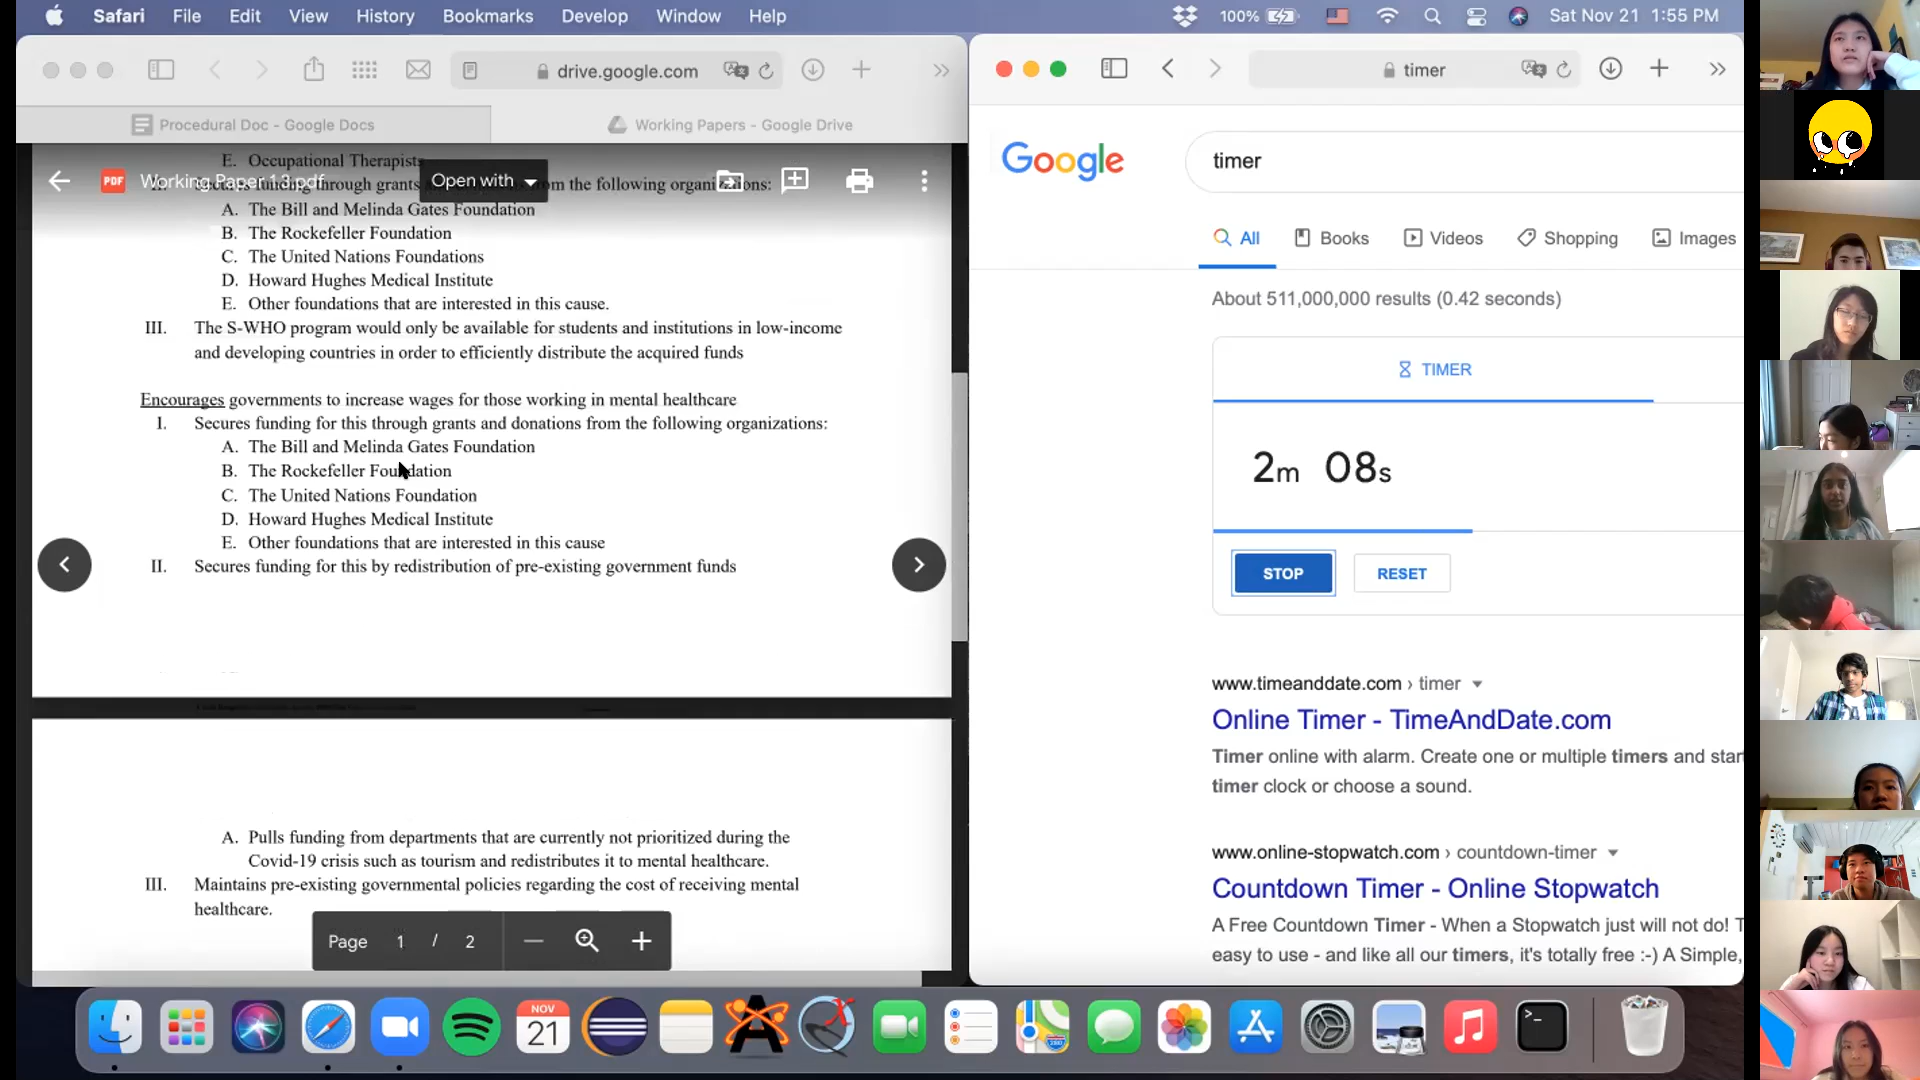 Safari File Edit View History Bookmarks Develop Window Help 100% Sat Nov 21 1:55 PM
drive.google.com
Procedural Doc - Google Docs
Working Papers - Google Drive
E. Occupational Therapists
PDF Working Paper 1.3.pdf
Open with
through grants
from the following organizations:
A. The Bill and Melinda Gates Foundation
B. The Rockefeller Foundation
C. The United Nations Foundations
D. Howard Hughes Medical Institute
E. Other foundations that are interested in this cause.
III. The S-WHO program would only be available for students and institutions in low-income
and developing countries in order to efficiently distribute the acquired funds
Encourages governments to increase wages for those working in mental healthcare
I. Secures funding for this through grants and donations from the following organizations:
A. The Bill and Melinda Gates Foundation
B. The Rockefeller Foundation
C. The United Nations Foundation
D. Howard Hughes Medical Institute
E. Other foundations that are interested in this cause
II. Secures funding for this by redistribution of pre-existing government funds
A. Pulls funding from departments that are currently not prioritized during the
Covid-19 crisis such as tourism and redistributes it to mental healthcare.
III. Maintains pre-existing governmental policies regarding the cost of receiving mental
healthcare.
Page 1 / 2
timer
Google
timer
All Books Videos Shopping Images
About 511,000,000 results (0.42 seconds)
TIMER
2m 08s
STOP RESET
www.timeanddate.com › timer
Online Timer - TimeAndDate.com
Timer online with alarm. Create one or multiple timers and start
timer clock or choose a sound.
www.online-stopwatch.com › countdown-timer
Countdown Timer - Online Stopwatch
A Free Countdown Timer - When a Stopwatch just will not do! T
easy to use - and like all our timers, it's totally free :-) A Simple,
NOV
21
>_